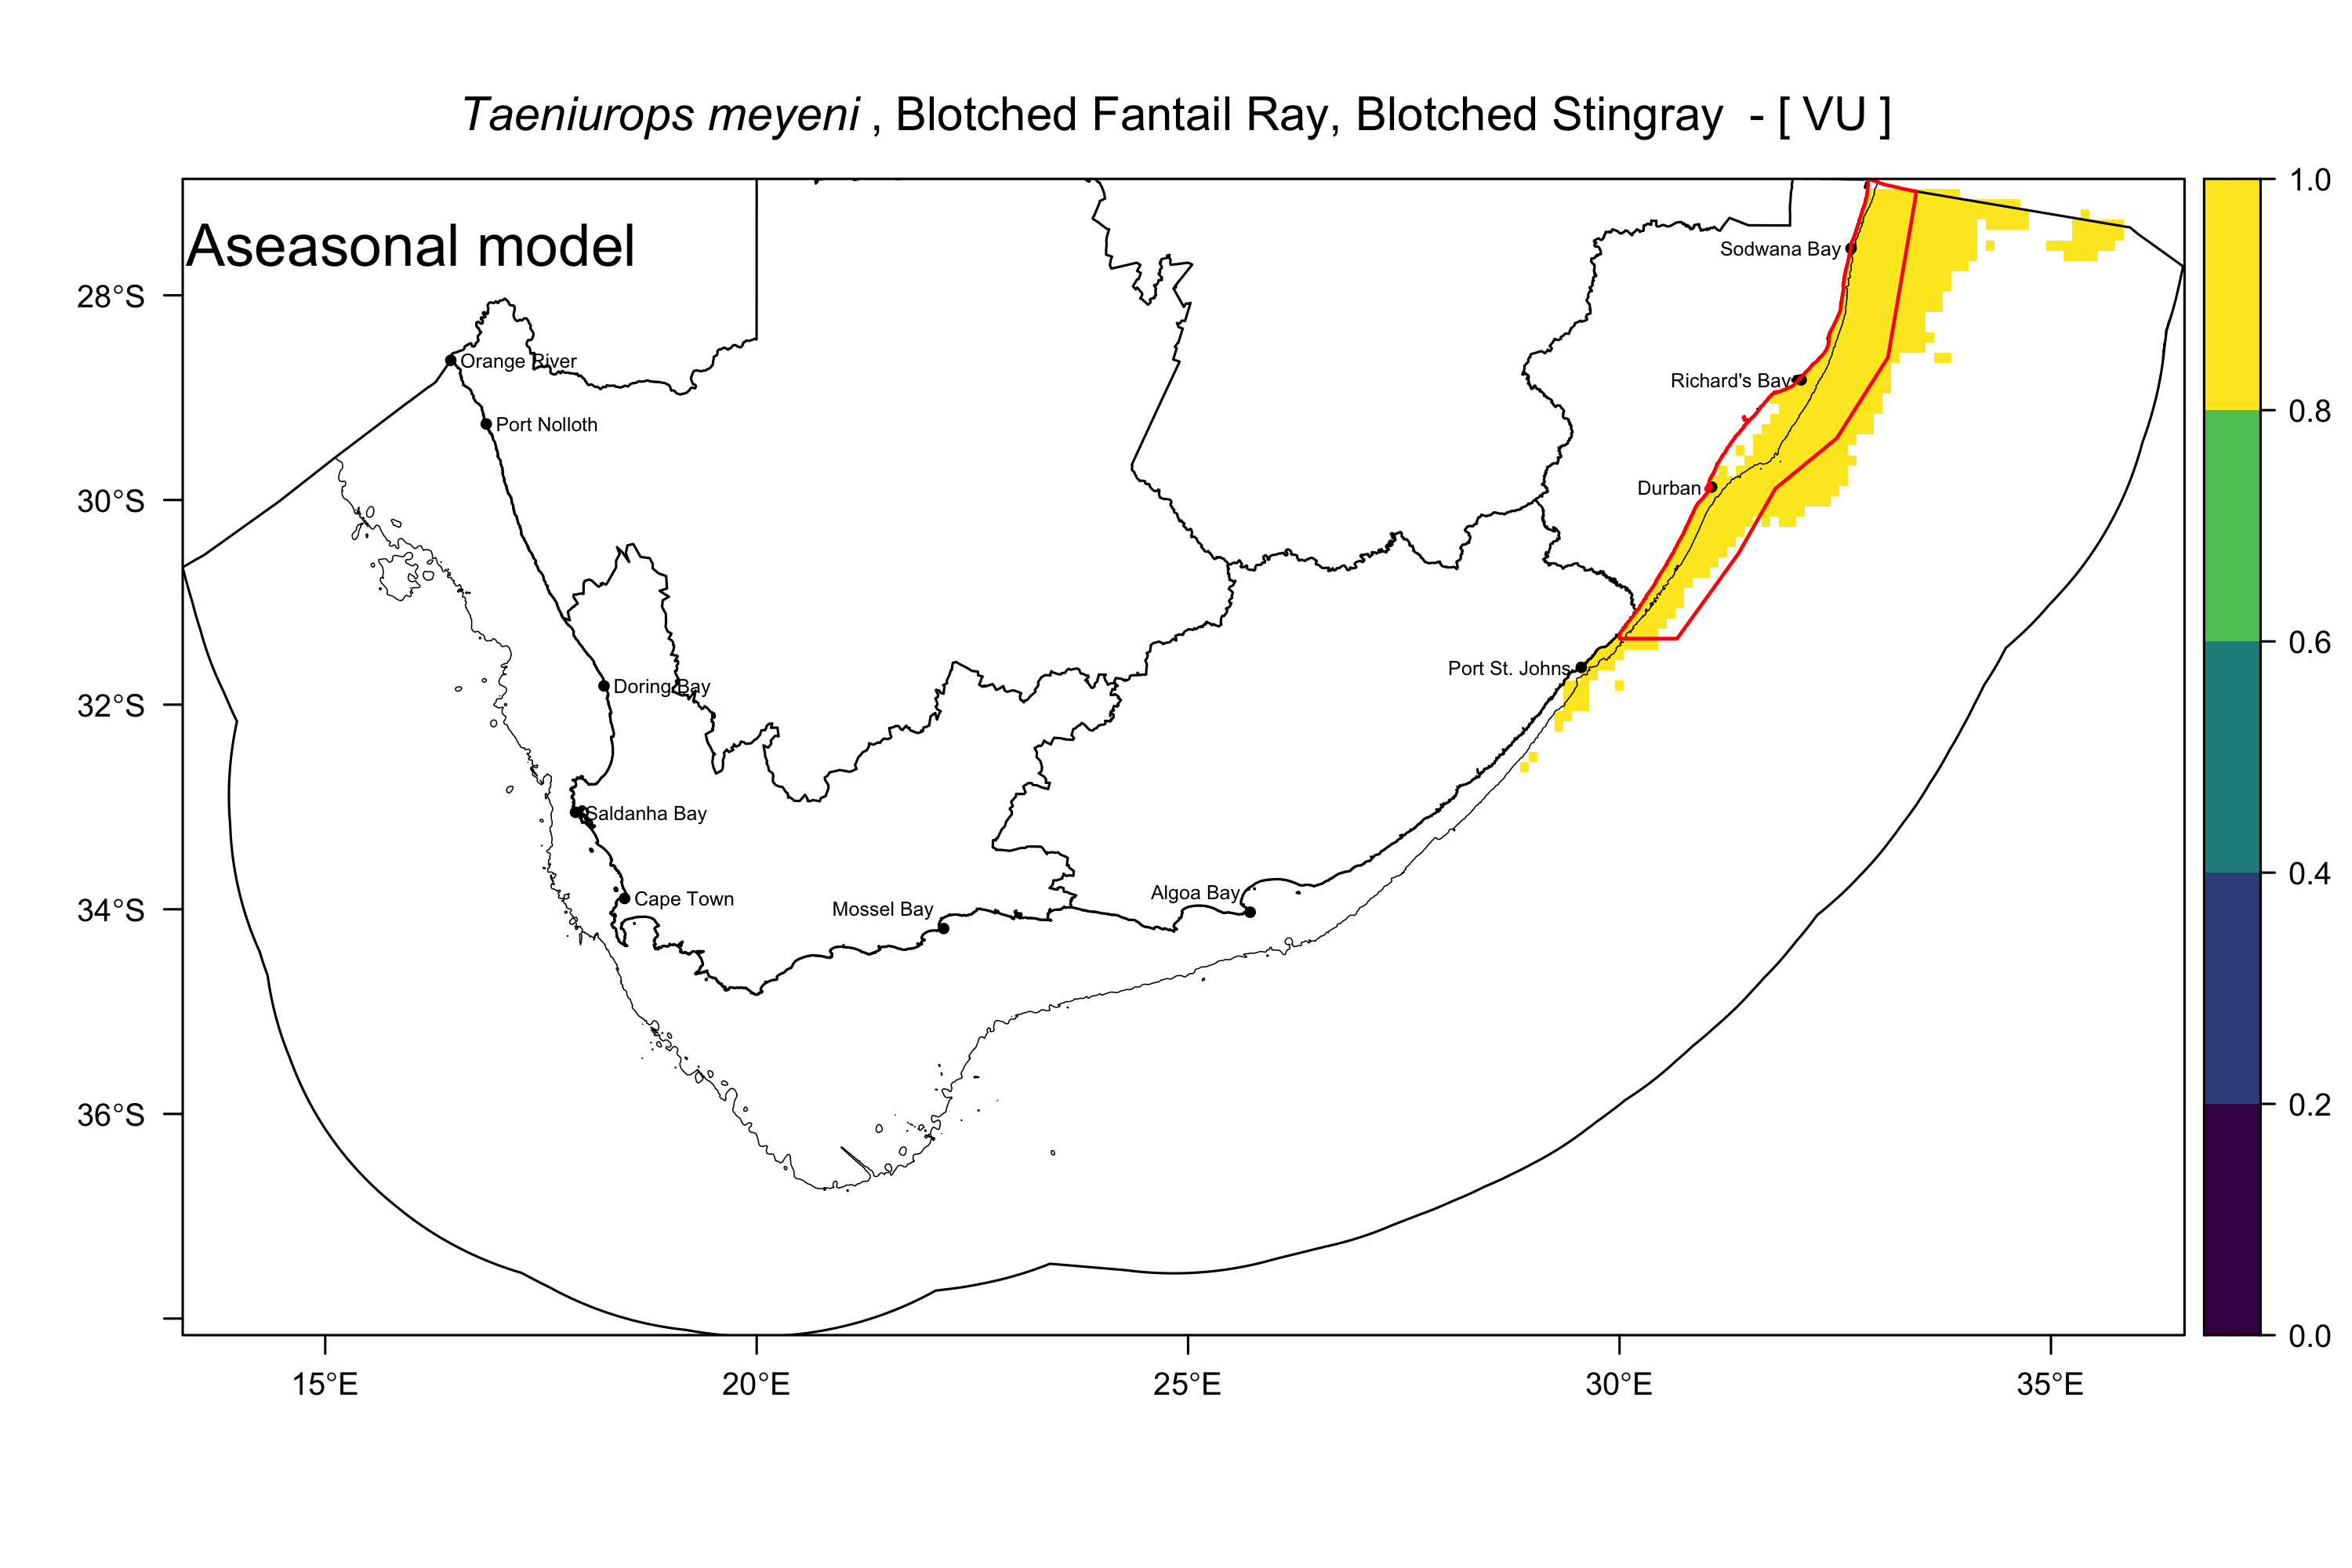 Taeniurops meyeni , Blotched Fantail Ray, Blotched Stingray - [ VU ]
Aseasonal model
Sodwana Bay
Richard's Bay
Durban
Port St. Johns
Orange River
Port Nolloth
Doring Bay
Saldanha Bay
Cape Town
Mossel Bay
Algoa Bay
28°S
30°S
32°S
34°S
36°S
15°E
20°E
25°E
30°E
35°E
1.0
0.8
0.6
0.4
0.2
0.0